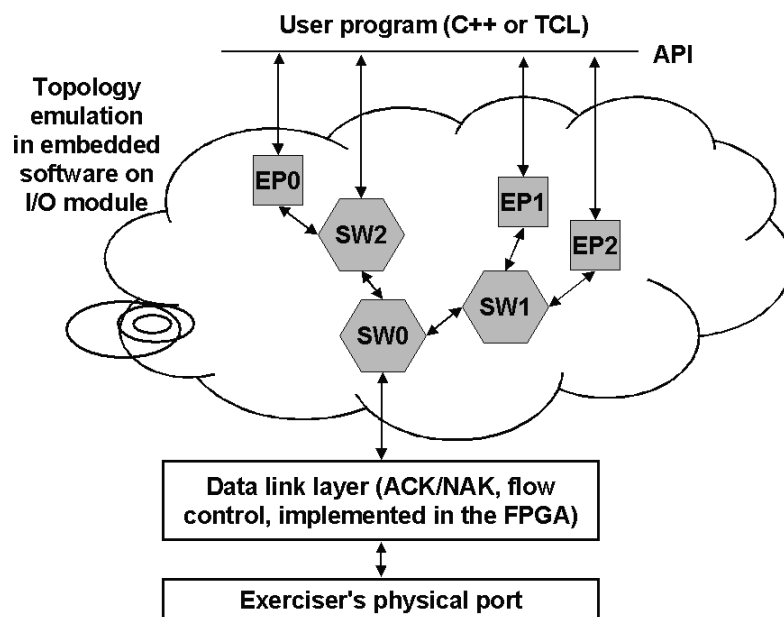 User program (C++ or TCL)
API
Topology
emulation
in embedded
software on
I/O module
EP0
SW2
EP1
EP2
SW1
SW0
Data link layer (ACK/NAK, flow
control, implemented in the FPGA)
Exerciser's physical port